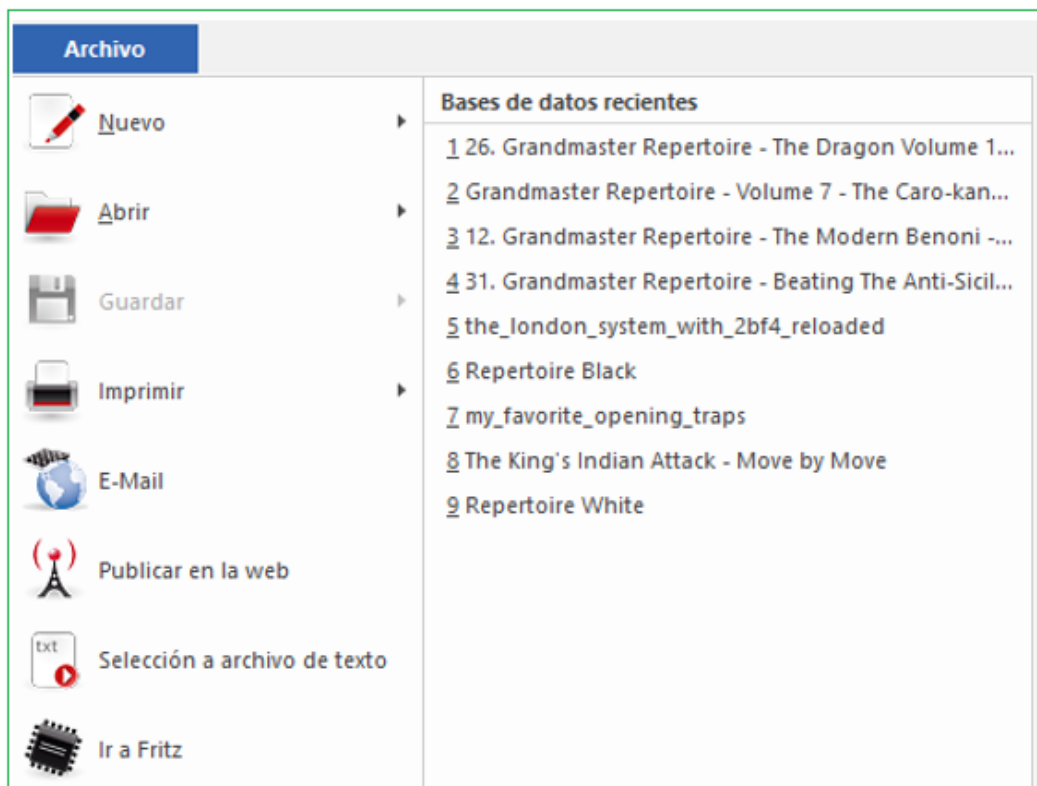 Archivo
Nuevo
Abrir
Guardar
Imprimir
E-Mail
Publicar en la web
txt
Selección a archivo de texto
Ir a Fritz
Bases de datos recientes
1 26. Grandmaster Repertoire - The Dragon Volume 1...
2 Grandmaster Repertoire - Volume 7 - The Caro-kan...
3 12. Grandmaster Repertoire - The Modern Benoni -...
4 31. Grandmaster Repertoire - Beating The Anti-Sicil...
5 the_london_system_with_2bf4_reloaded
6 Repertoire Black
7 my_favorite_opening_traps
8 The King's Indian Attack - Move by Move
9 Repertoire White